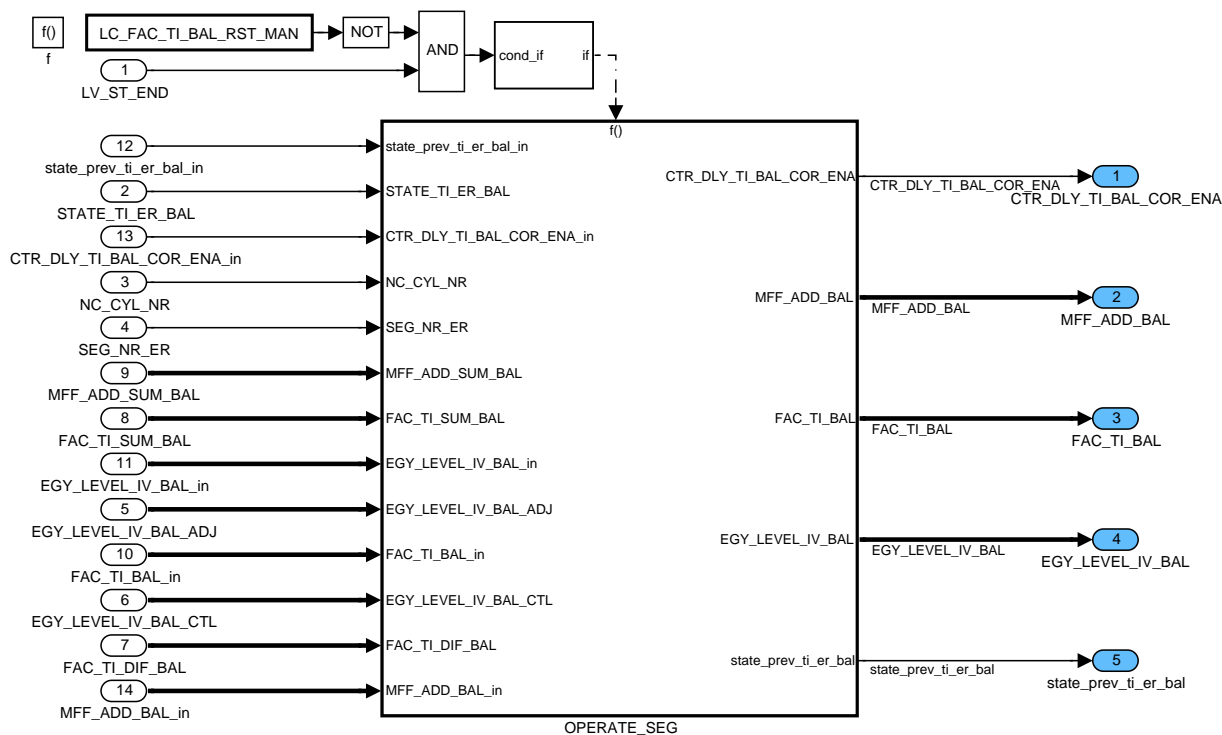 f()
f
LC_FAC_TI_BAL_RST_MAN
NOT
AND
cond_if
if
1
LV_ST_END
f()
12
state_prev_ti_er_bal_in
state_prev_ti_er_bal_in
2
STATE_TI_ER_BAL
STATE_TI_ER_BAL
13
CTR_DLY_TI_BAL_COR_ENA_in
CTR_DLY_TI_BAL_COR_ENA_in
3
NC_CYL_NR
NC_CYL_NR
4
SEG_NR_ER
SEG_NR_ER
9
MFF_ADD_SUM_BAL
MFF_ADD_SUM_BAL
8
FAC_TI_SUM_BAL
FAC_TI_SUM_BAL
11
EGY_LEVEL_IV_BAL_in
EGY_LEVEL_IV_BAL_in
5
EGY_LEVEL_IV_BAL_ADJ
EGY_LEVEL_IV_BAL_ADJ
10
FAC_TI_BAL_in
FAC_TI_BAL_in
6
EGY_LEVEL_IV_BAL_CTL
EGY_LEVEL_IV_BAL_CTL
7
FAC_TI_DIF_BAL
FAC_TI_DIF_BAL
14
MFF_ADD_BAL_in
MFF_ADD_BAL_in
CTR_DLY_TI_BAL_COR_ENA
CTR_DLY_TI_BAL_COR_ENA
1
CTR_DLY_TI_BAL_COR_ENA
MFF_ADD_BAL
MFF_ADD_BAL
2
MFF_ADD_BAL
FAC_TI_BAL
FAC_TI_BAL
3
FAC_TI_BAL
EGY_LEVEL_IV_BAL
EGY_LEVEL_IV_BAL
4
EGY_LEVEL_IV_BAL
state_prev_ti_er_bal
state_prev_ti_er_bal
5
state_prev_ti_er_bal
OPERATE_SEG